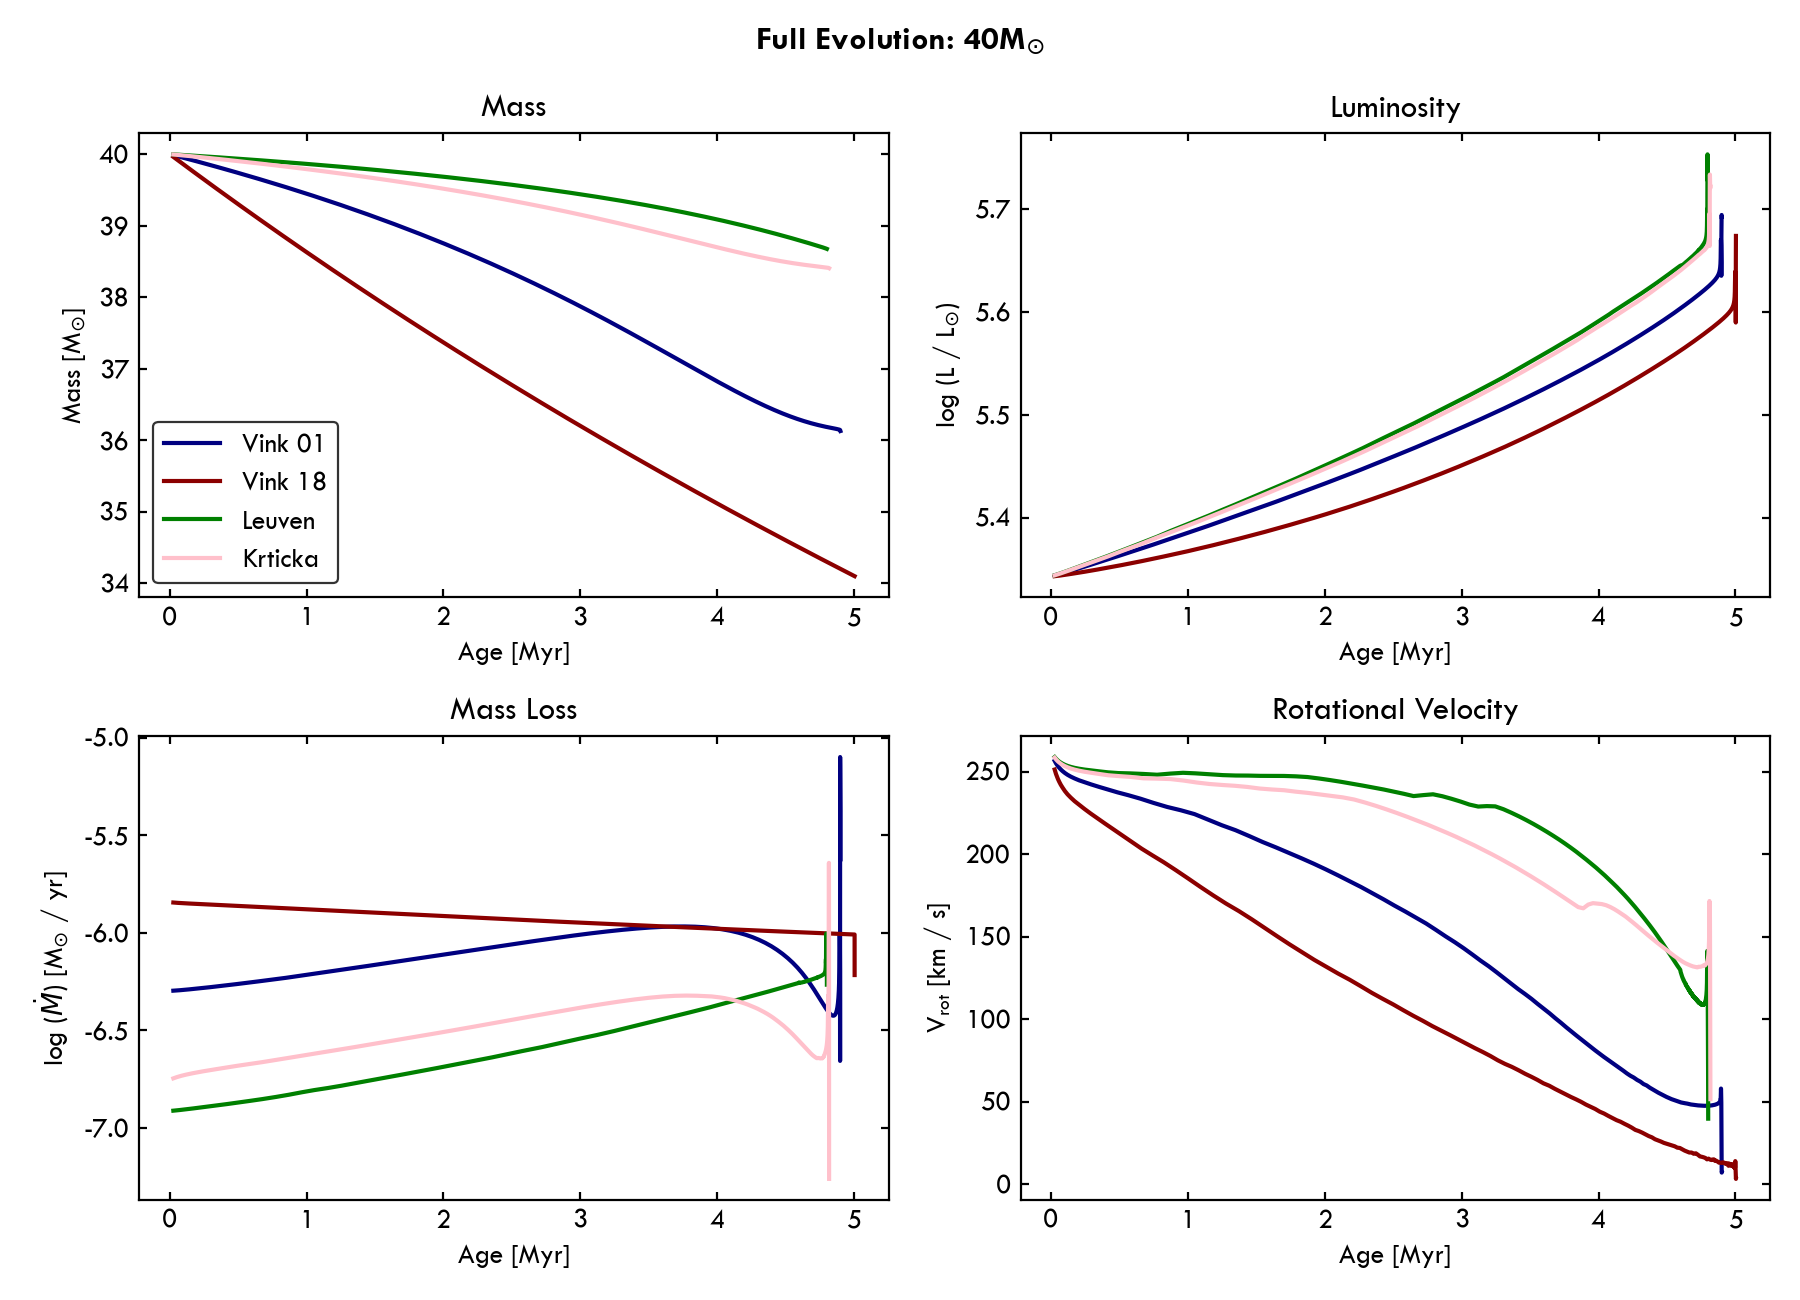 Full Evolution: 40M⊙
Mass
Mass [M⊙]
40
39
38
37
36
35
34
Vink 01
Vink 18
Leuven
Krticka
0 1 2 3 4 5
Age [Myr]
Luminosity
log (L / L⊙)
5.7
5.6
5.5
5.4
0 1 2 3 4 5
Age [Myr]
Mass Loss
log (Ṁ) [M⊙ / yr]
-5.0
-5.5
-6.0
-6.5
-7.0
0 1 2 3 4 5
Age [Myr]
Rotational Velocity
Vrot [km / s]
250
200
150
100
50
0
0 1 2 3 4 5
Age [Myr]